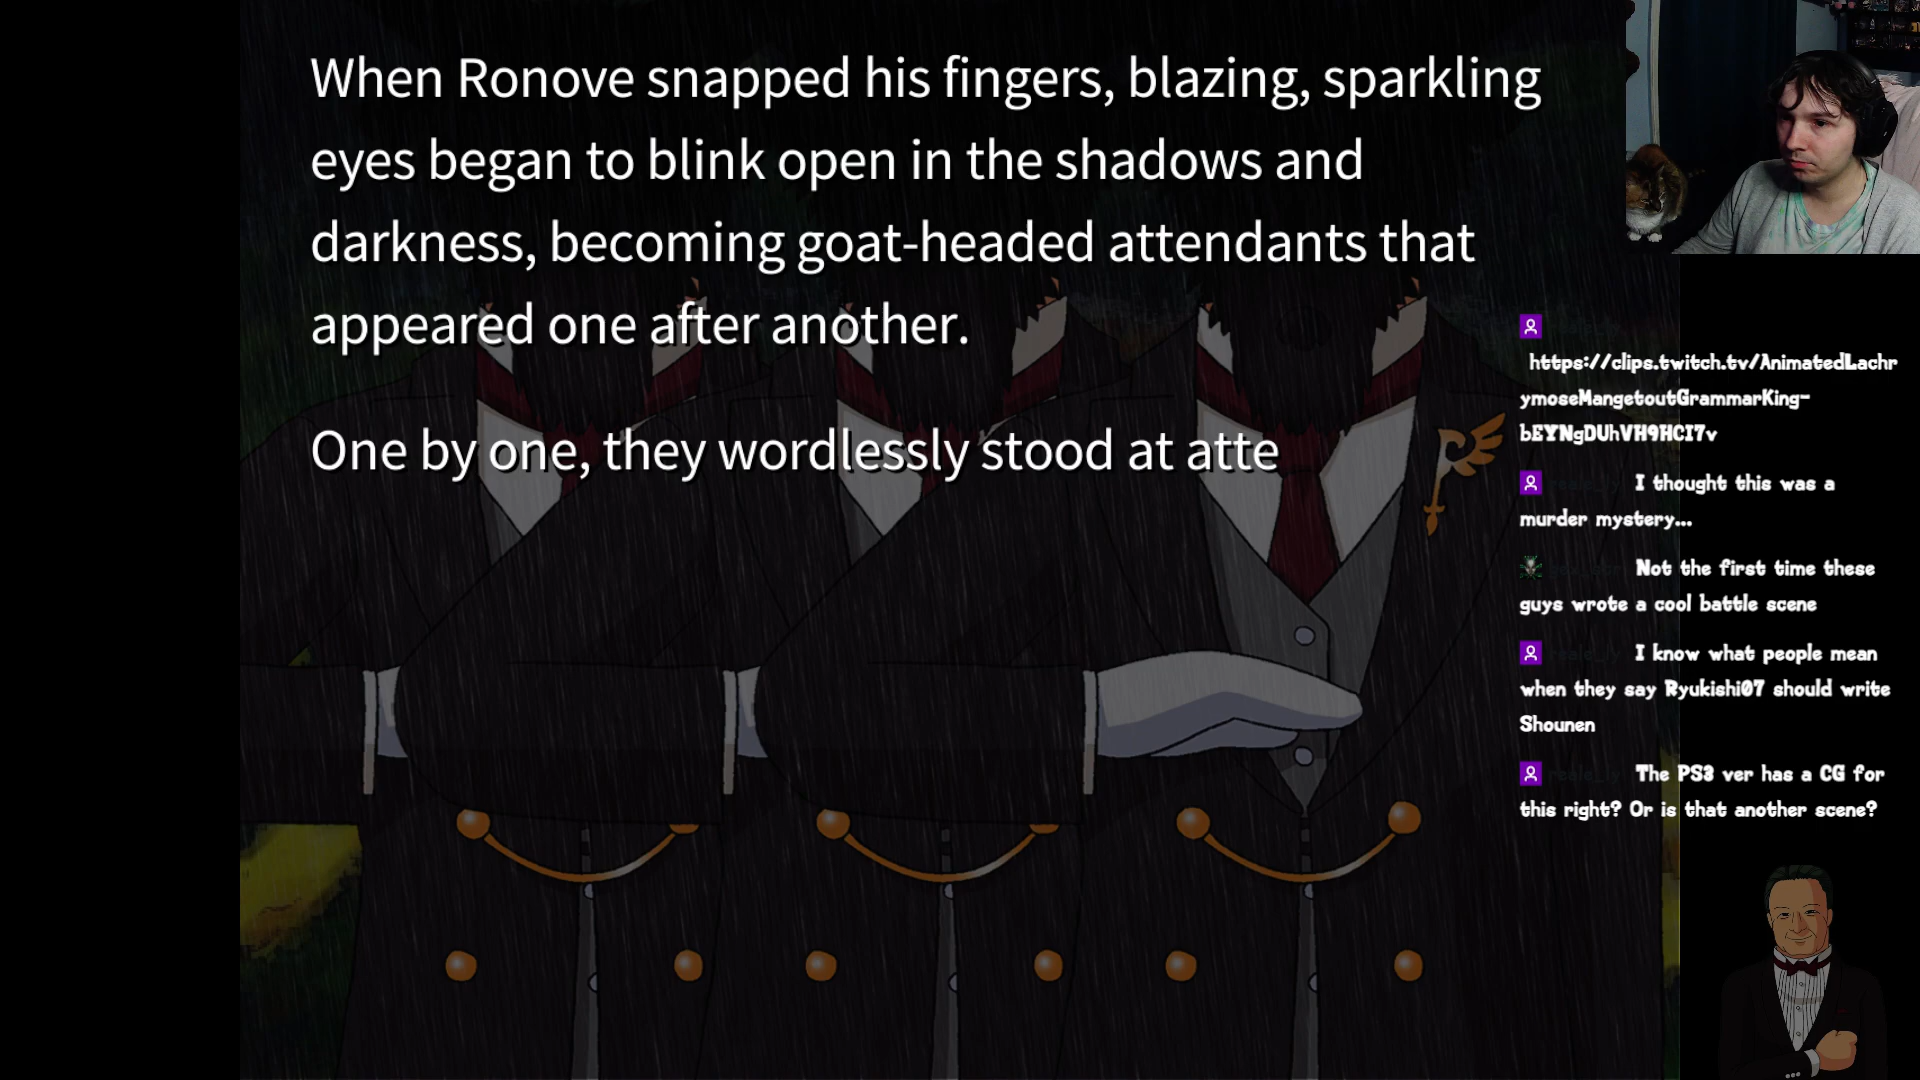 When Ronove snapped his fingers, blazing, sparkling
eyes began to blink open in the shadows and
darkness, becoming goat-headed attendants that
appeared one after another.
One by one, they wordlessly stood at atte
https://clips.twitch.tv/AnimatedLachr
ymoseMangetoutGrammarKing-
bEYNgDUhVH9HCI7v
I thought this was a
murder mystery...
Not the first time these
guys wrote a cool battle scene
I know what people mean
when they say Ryukishi07 should write
Shounen
The PS3 ver has a CG for
this right? Or is that another scene?